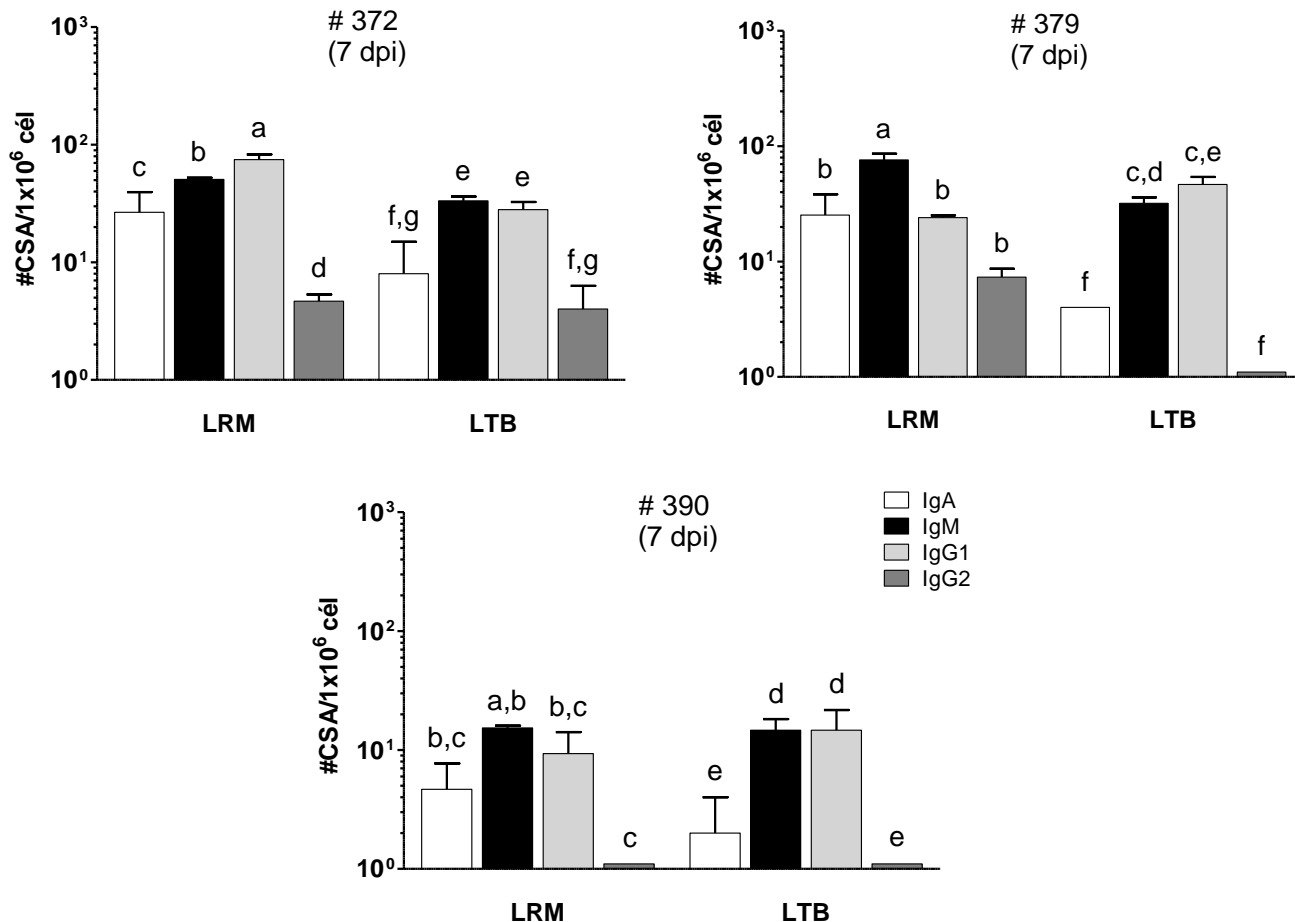 # 372
(7 dpi)
#CSA/1x10⁶ cél
10³
10²
10¹
10⁰
c
b
a
d
f,g
e
e
f,g
LRM
LTB
# 379
(7 dpi)
#CSA/1x10⁶ cél
10³
10²
10¹
10⁰
b
a
b
b
f
c,d
c,e
f
LRM
LTB
# 390
(7 dpi)
#CSA/1x10⁶ cél
10³
10²
10¹
10⁰
b,c
a,b
b,c
c
e
d
d
e
LRM
LTB
IgA
IgM
IgG1
IgG2